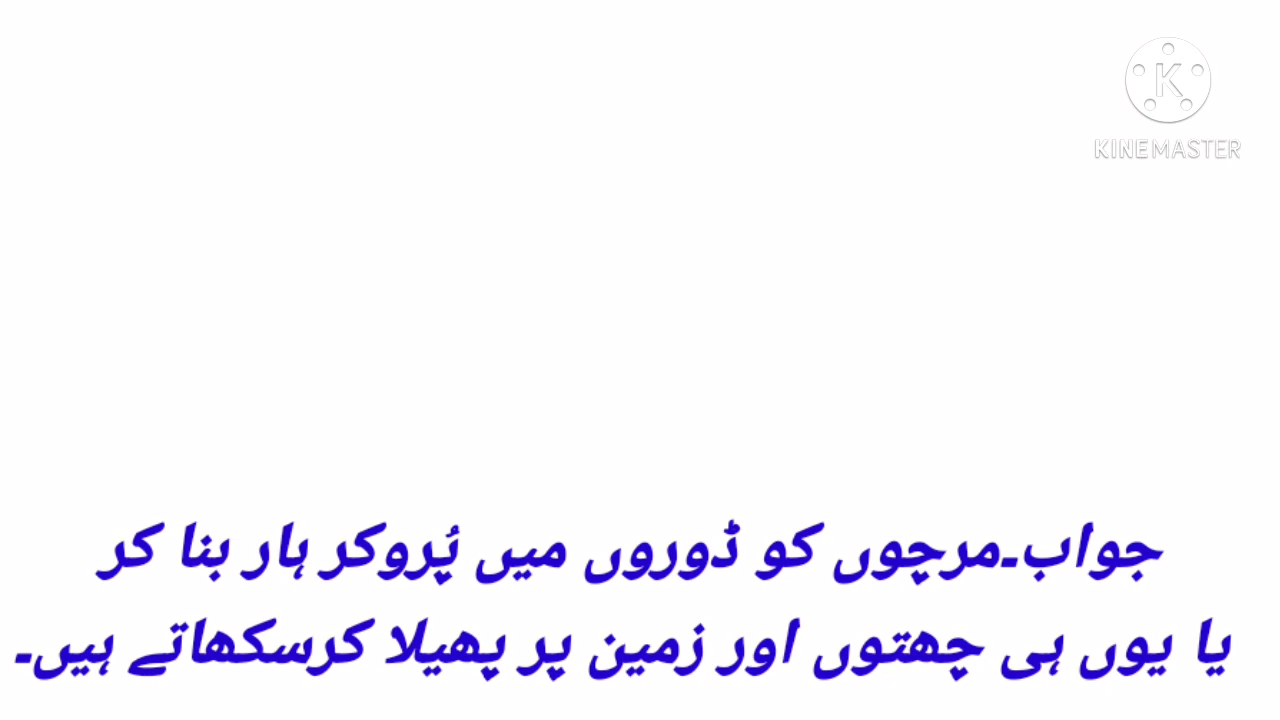 KINEMASTER
جواب۔مرچوں کو ڈوروں میں پُروکر ہار بنا کر
یا یوں ہی چھتوں اور زمین پر پھیلا کرسکھاتے ہیں۔